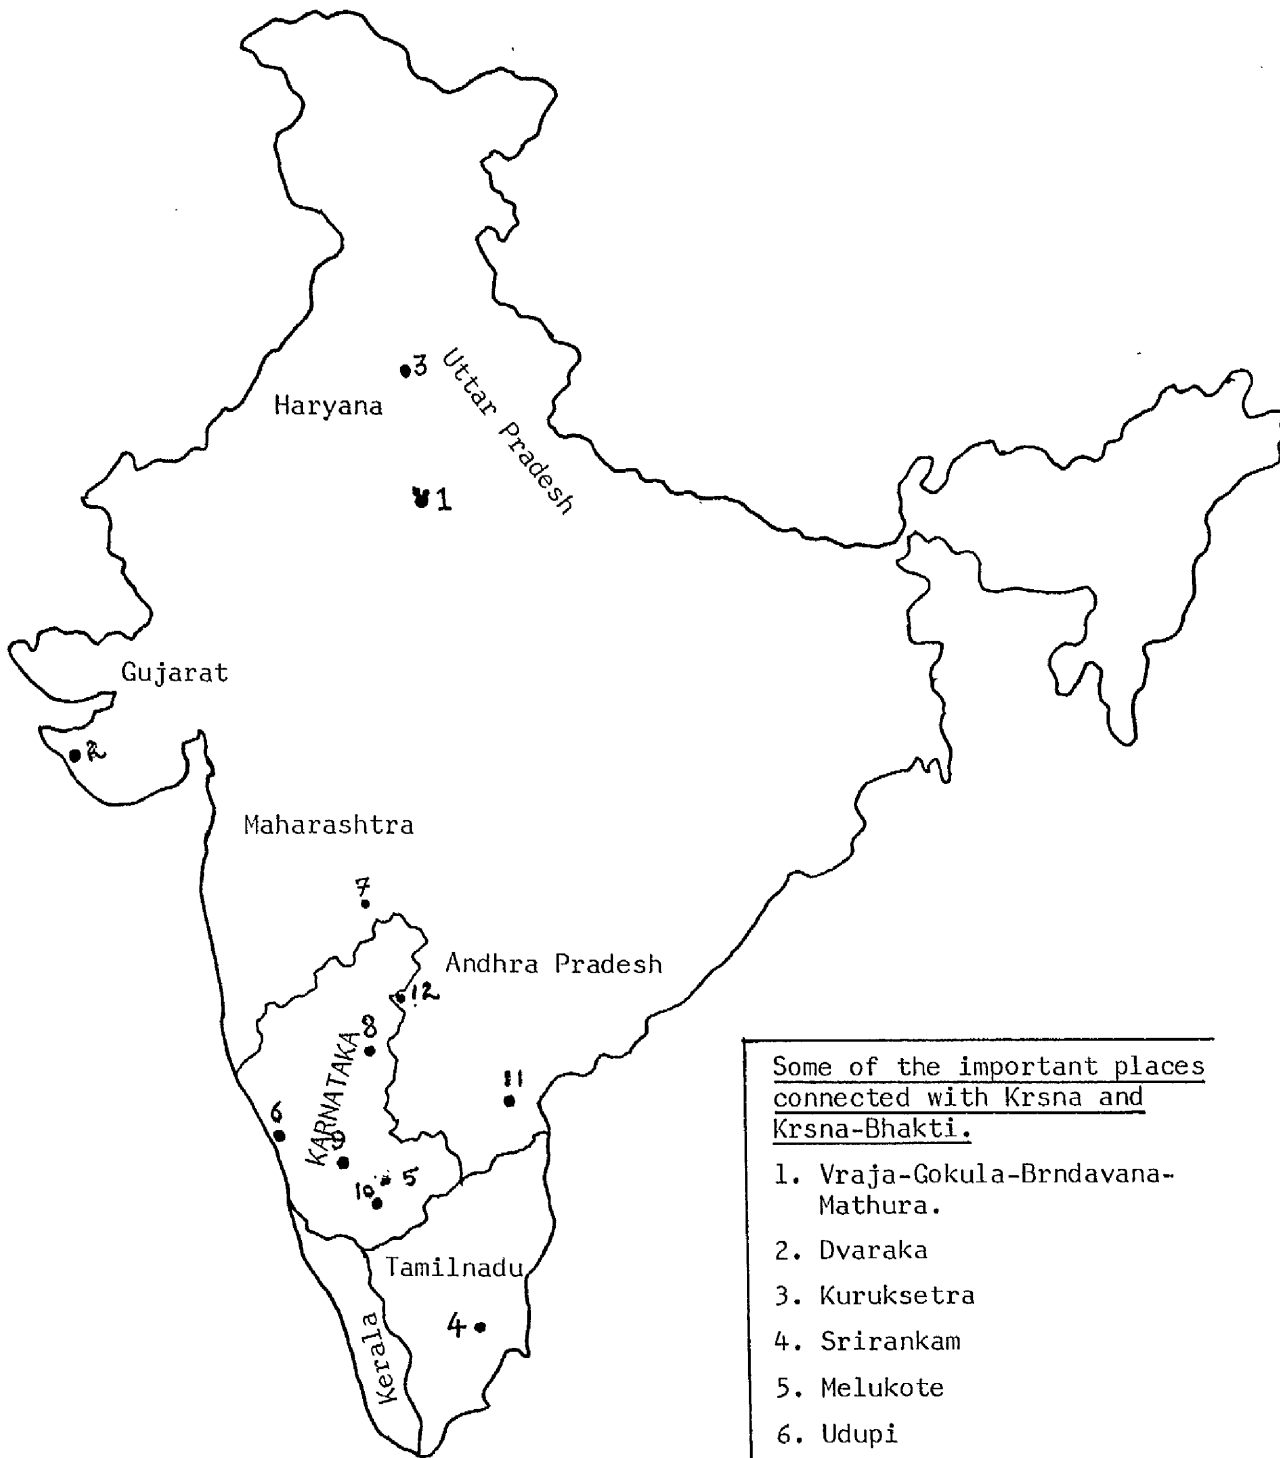 3
Uttar Pradesh
Haryana
1
Gujarat
2
Maharashtra
7
Andhra Pradesh
12
8
KARNATAKA
11
6
9
10
5
Tamilnadu
4
Kerala
Some of the important places
connected with Krsna and
Krsna-Bhakti.
1. Vraja-Gokula-Brndavana-
Mathura.
2. Dvaraka
3. Kuruksetra
4. Srirankam
5. Melukote
6. Udupi